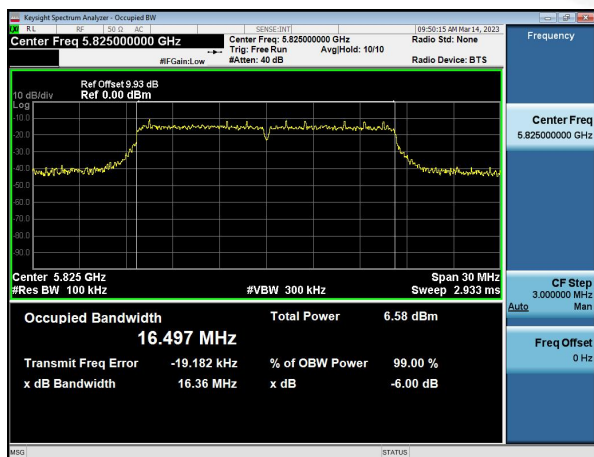 Keysight Spectrum Analyzer - Occupied BW
LXI RL RF 50 Ω AC SENSE:INT 09:50:15 AM Mar 14, 2023
Center Freq 5.825000000 GHz
Center Freq: 5.825000000 GHz
Radio Std: None
Trig: Free Run Avg|Hold: 10/10
#IFGain:Low #Atten: 40 dB Radio Device: BTS
Ref Offset 9.93 dB
10 dB/div Ref 0.00 dBm
Log
-10.0
-20.0
-30.0
-40.0
-50.0
-60.0
-70.0
-80.0
-90.0
Center 5.825 GHz Span 30 MHz
#Res BW 100 kHz #VBW 300 kHz Sweep 2.933 ms
Occupied Bandwidth Total Power 6.58 dBm
16.497 MHz
Transmit Freq Error -19.182 kHz % of OBW Power 99.00 %
x dB Bandwidth 16.36 MHz x dB -6.00 dB
MSG STATUS
Frequency
Center Freq
5.825000000 GHz
CF Step
3.000000 MHz
Auto Man
Freq Offset
0 Hz